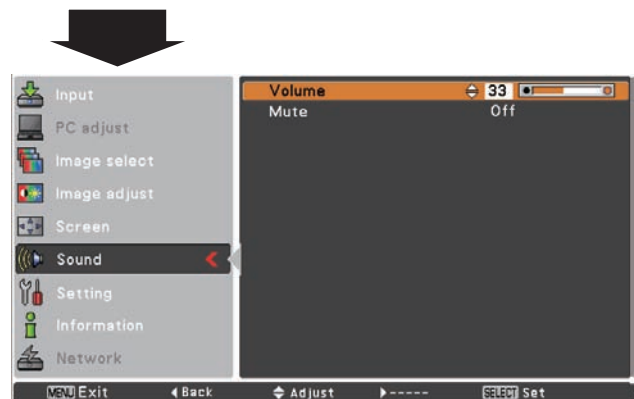 Input
PC adjust
Image select
Image adjust
Screen
Sound
Setting
Information
Network
Volume 33
Mute Off
MENU Exit Back Adjust ----- SELECT Set